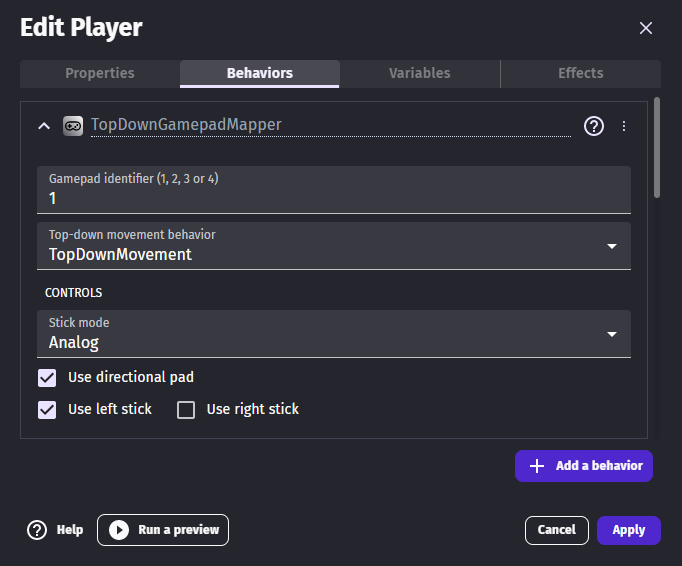 Edit Player
Properties Behaviors Variables Effects
TopDownGamepadMapper
Gamepad identifier (1, 2, 3 or 4)
1
Top-down movement behavior
TopDownMovement
CONTROLS
Stick mode
Analog
Use directional pad
Use left stick Use right stick
Add a behavior
Help Run a preview Cancel Apply